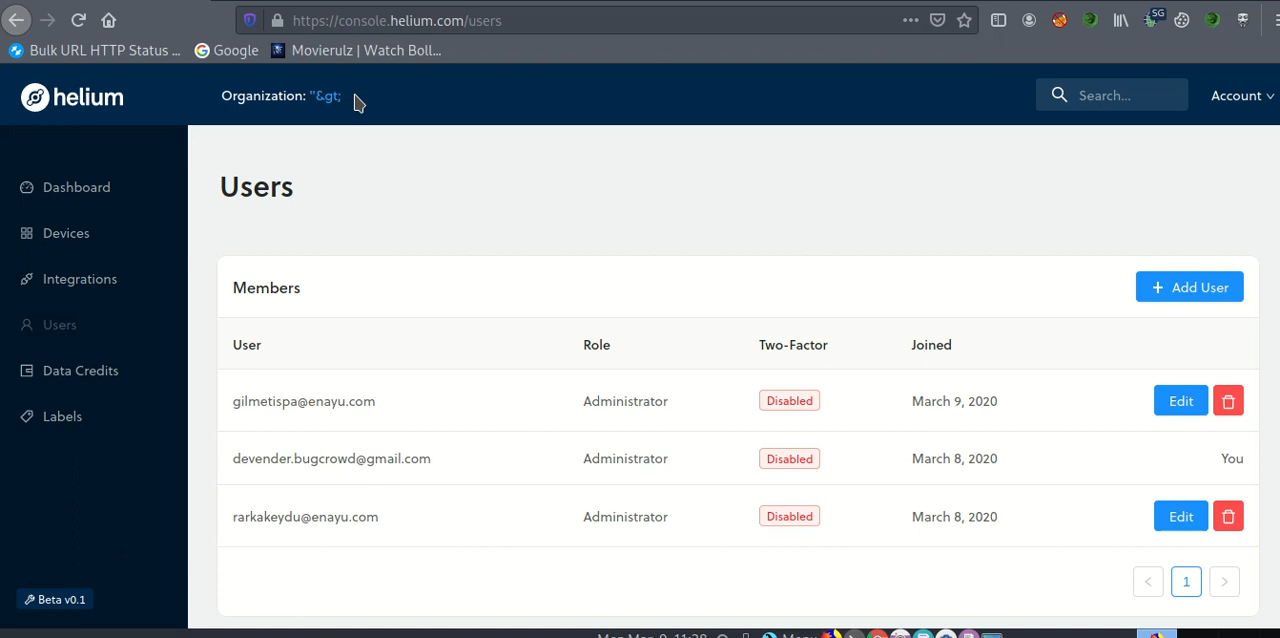 https://console.helium.com/users
SG
Bulk URL HTTP Status ...
Google
Movierulz | Watch Boll...
helium
Organization: "&gt;
Search...
Account
Dashboard
Devices
Integrations
Users
Data Credits
Labels
Beta v0.1
Users
Members
+ Add User
User Role Two-Factor Joined
gilmetispa@enayu.com Administrator Disabled March 9, 2020 Edit
devender.bugcrowd@gmail.com Administrator Disabled March 8, 2020 You
rarkakeydu@enayu.com Administrator Disabled March 8, 2020 Edit
< 1 >